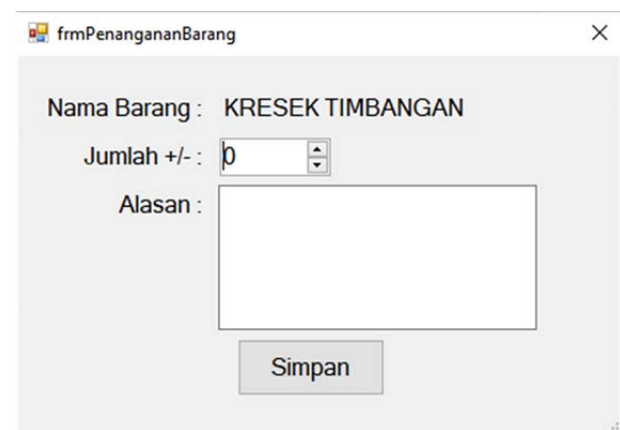 frmPenangananBarang
Nama Barang : KRESEK TIMBANGAN
Jumlah +/- : 0
Alasan :
Simpan